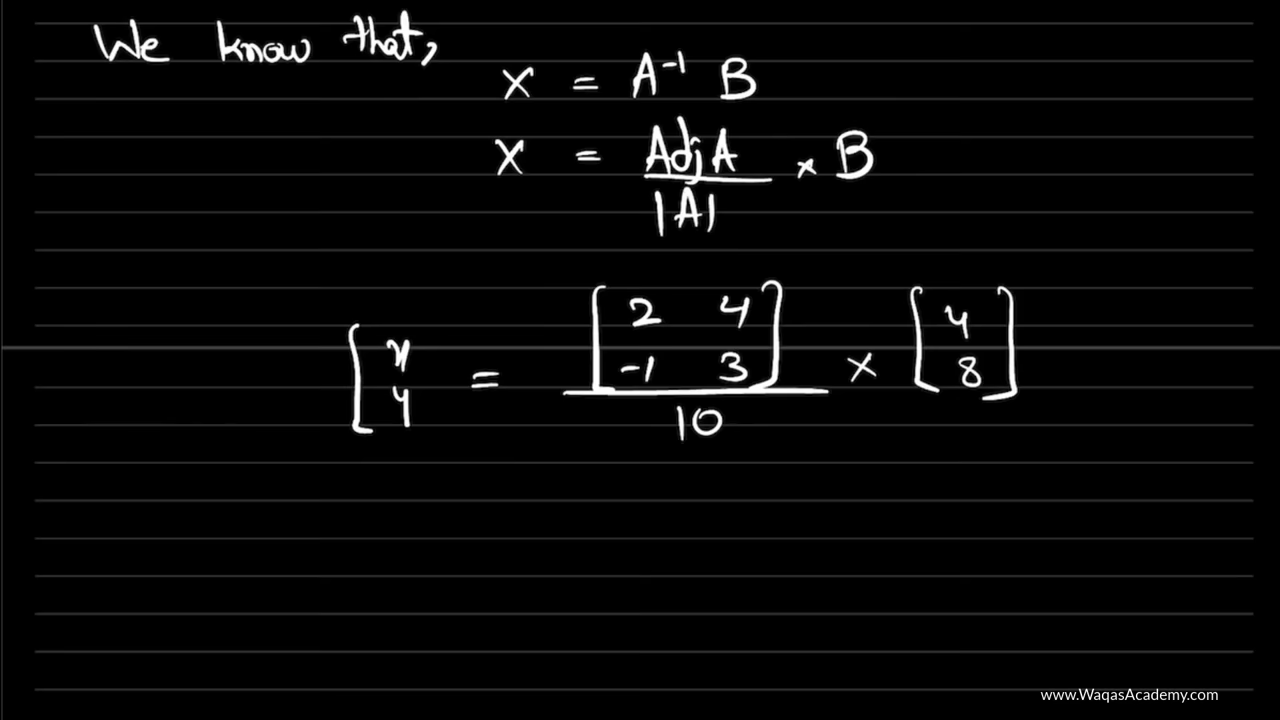 We know that,
X = A⁻¹ B
X = Adj A / |A| × B
[x y = [2 4 -1 3] / 10 × [4 8]
www.WaqasAcademy.com